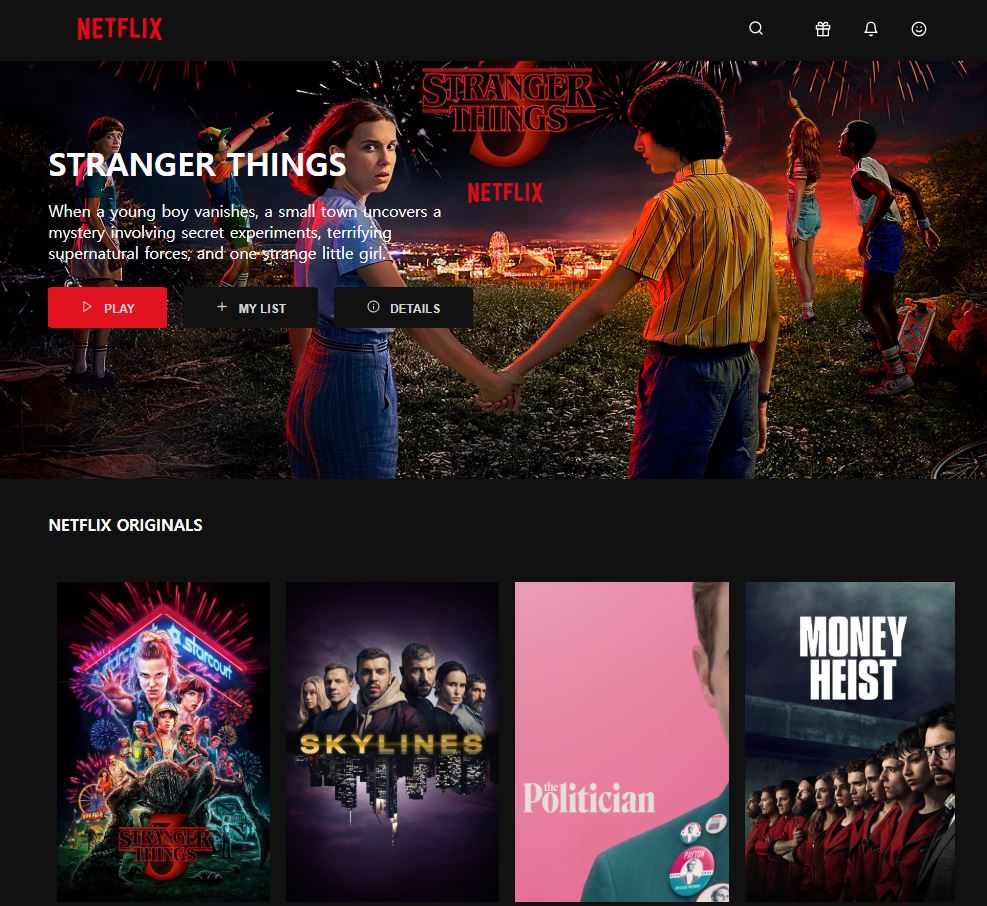 NETFLIX
STRANGER
3
THINGS
NETFLIX
STRANGER THINGS
When a young boy vanishes, a small town uncovers a
mystery involving secret experiments, terrifying
supernatural forces, and one strange little girl.
PLAY
MY LIST
DETAILS
NETFLIX ORIGINALS
starcourt
STRANGER
3
THINGS
SKYLINES
the
Politician
PAYTON
MONEY
HEIST